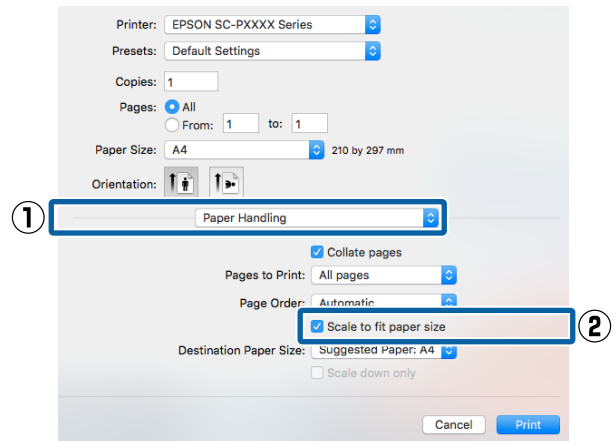 Printer: EPSON SC-PXXXX Series
Presets: Default Settings
Copies: 1
Pages: All
From: 1 to: 1
Paper Size: A4 210 by 297 mm
Orientation:
① Paper Handling
Collate pages
Pages to Print: All pages
Page Order: Automatic
Scale to fit paper size ②
Destination Paper Size: Suggested Paper: A4
Scale down only
Cancel Print